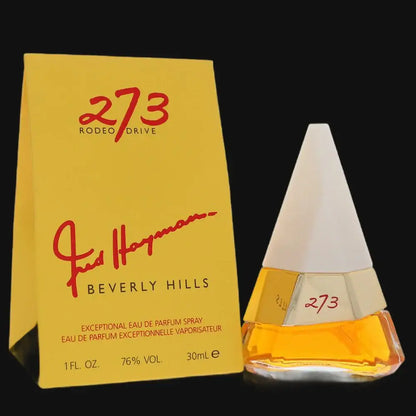 273
RODEO DRIVE
Fred Hayman
BEVERLY HILLS
EXCEPTIONAL EAU DE PARFUM SPRAY
EAU DE PARFUM EXCEPTIONNELLE VAPORISATEUR
1 FL. OZ. 76% VOL. 30ml e
273